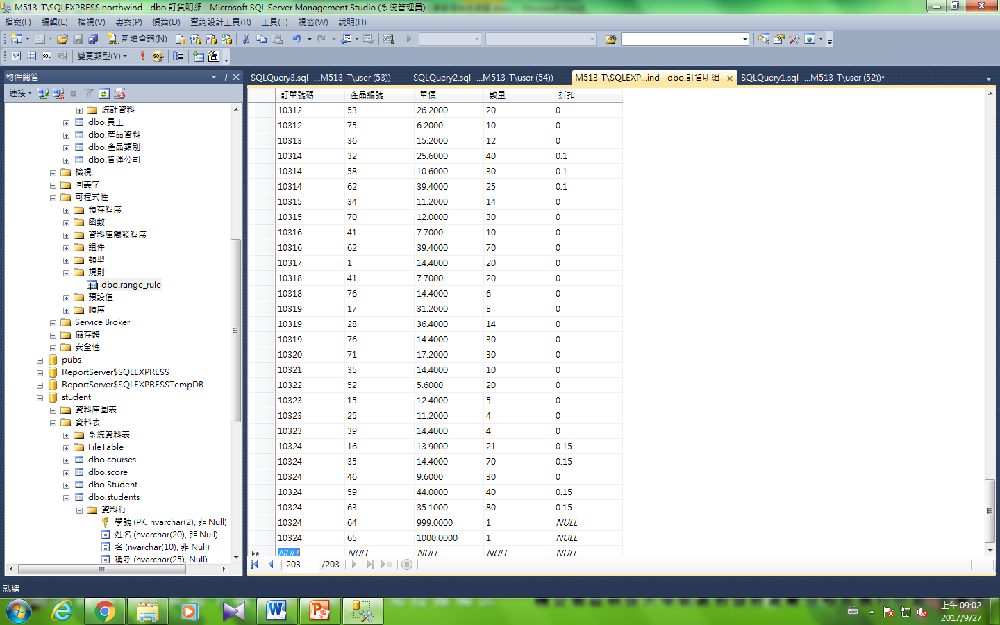 M513-T\SQLEXPRESS.northwind - dbo.訂貨明細 - Microsoft SQL Server Management Studio (系統管理員)
檔案(F) 編輯(E) 檢視(V) 專案(P) 偵錯(D) 查詢設計工具(R) 工具(T) 視窗(W) 說明(H)
新增查詢(N)
變更類型(Y)
物件總管
連接
統計資料
dbo.員工
dbo.產品資料
dbo.產品類別
dbo.貨運公司
檢視
同義字
可程式性
預存程序
函數
資料庫觸發程序
組件
類型
規則
dbo.range_rule
預設值
順序
Service Broker
儲存體
安全性
pubs
ReportServer$SQLEXPRESS
ReportServer$SQLEXPRESSTempDB
student
資料庫圖表
資料表
系統資料表
FileTable
dbo.courses
dbo.score
dbo.Student
dbo.students
資料行
學號 (PK, nvarchar(2), 非 Null)
姓名 (nvarchar(20), 非 Null)
名 (nvarchar(10), 非 Null)
稱呼 (nvarchar(25), Null)
SQLQuery3.sql -...M513-T\user (53)) SQLQuery2.sql -...M513-T\user (54)) M513-T\SQLEXP...ind - dbo.訂貨明細 SQLQuery1.sql -...M513-T\user (52))*
訂單號碼 產品編號 單價 數量 折扣
10312 53 26.2000 20 0
10312 75 6.2000 10 0
10313 36 15.2000 12 0
10314 32 25.6000 40 0.1
10314 58 10.6000 30 0.1
10314 62 39.4000 25 0.1
10315 34 11.2000 14 0
10315 70 12.0000 30 0
10316 41 7.7000 10 0
10316 62 39.4000 70 0
10317 1 14.4000 20 0
10318 41 7.7000 20 0
10318 76 14.4000 6 0
10319 17 31.2000 8 0
10319 28 36.4000 14 0
10319 76 14.4000 30 0
10320 71 17.2000 30 0
10321 35 14.4000 10 0
10322 52 5.6000 20 0
10323 15 12.4000 5 0
10323 25 11.2000 4 0
10323 39 14.4000 4 0
10324 16 13.9000 21 0.15
10324 35 14.4000 70 0.15
10324 46 9.6000 30 0
10324 59 44.0000 40 0.15
10324 63 35.1000 80 0.15
10324 64 999.0000 1 NULL
10324 65 1000.0000 1 NULL
NULL NULL NULL NULL NULL
203 /203
就緒
上午 09:02
2017/9/27